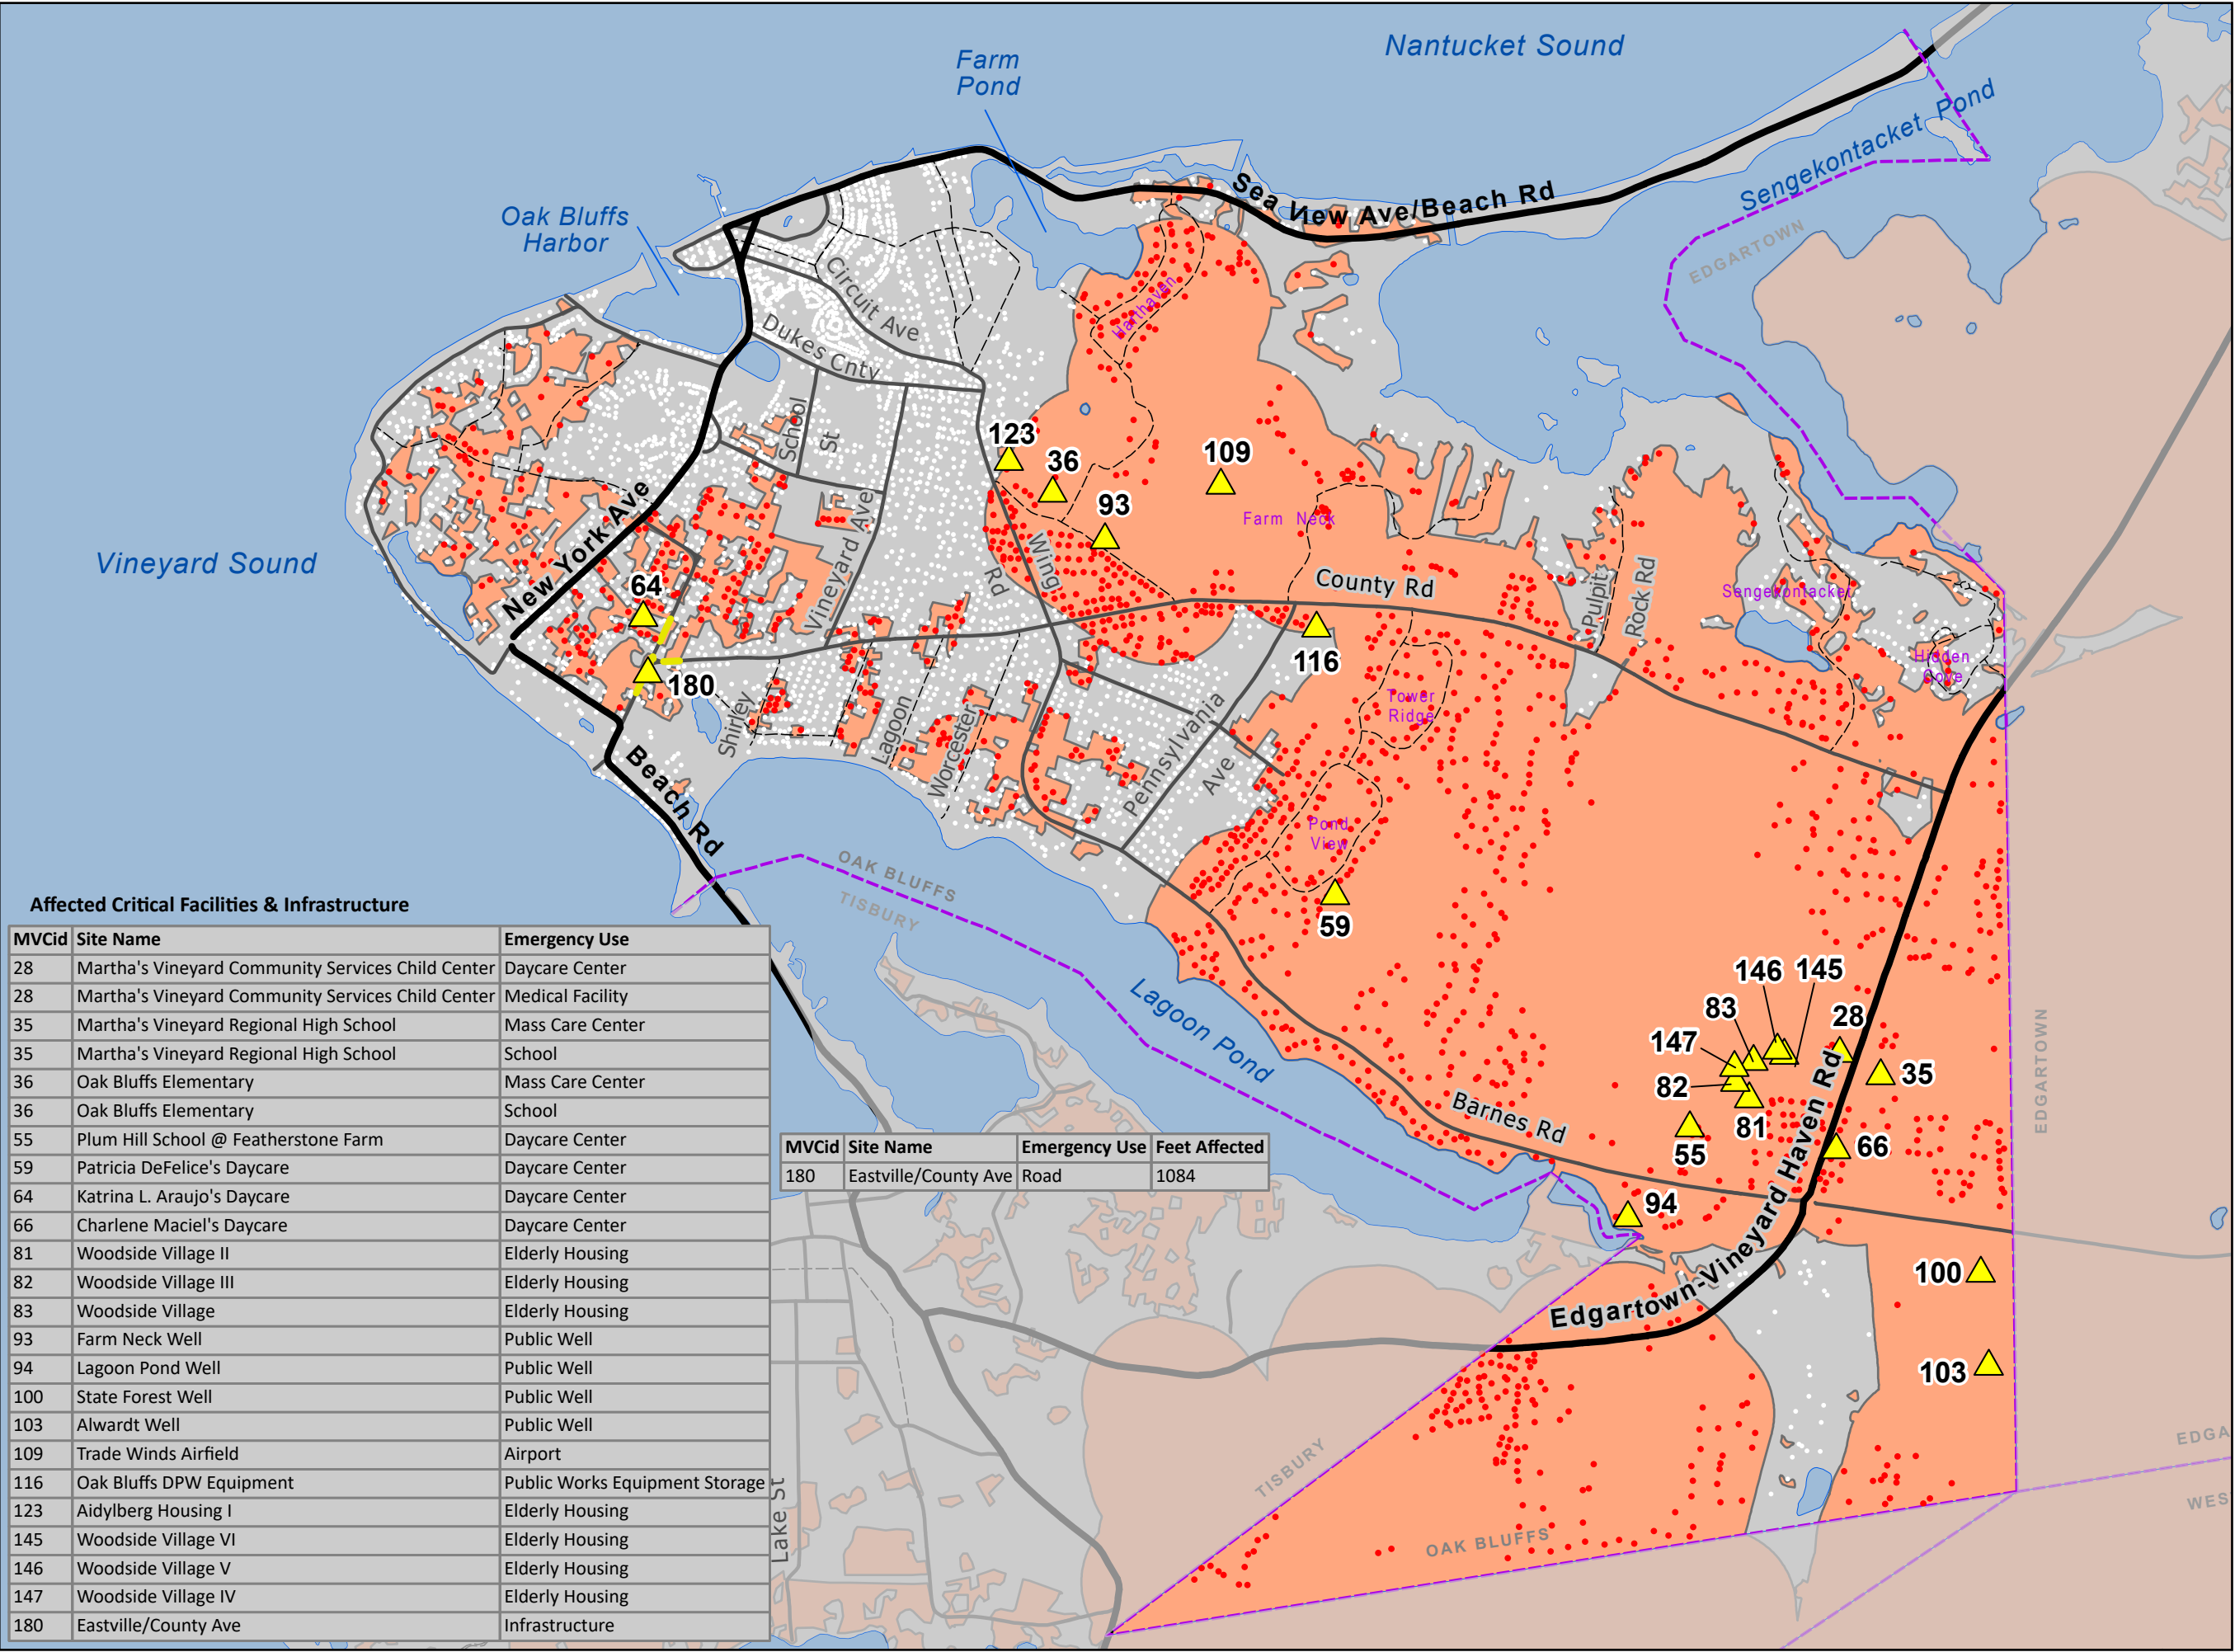 Nantucket Sound
Farm
Pond
Sengekontacket Pond
Oak Bluffs
Harbor
Sea View Ave/Beach Rd
EDGARTOWN
Circuit Ave
Dukes Cnty
Harthaven
School
St
123
36
109
93
Farm Neck
New York Ave
Vineyard Ave
Wing
Rd
Vineyard Sound
County Rd
Pulpit
Rock Rd
Sengekontacket
64
116
180
Hidden
Cove
Tower
Ridge
Shirley
Lagoon
Worcester
Pennsylvania
Ave
Beach Rd
Pond
View
OAK BLUFFS
TISBURY
59
146
145
83
28
147
35
82
81
55
66
EDGARTOWN
Lagoon Pond
Barnes Rd
94
Edgartown-Vineyard Haven Rd
100
103
TISBURY
OAK BLUFFS
EDGA
WES
Lake St
Affected Critical Facilities & Infrastructure
MVCid Site Name Emergency Use
28 Martha's Vineyard Community Services Child Center Daycare Center
28 Martha's Vineyard Community Services Child Center Medical Facility
35 Martha's Vineyard Regional High School Mass Care Center
35 Martha's Vineyard Regional High School School
36 Oak Bluffs Elementary Mass Care Center
36 Oak Bluffs Elementary School
55 Plum Hill School @ Featherstone Farm Daycare Center
59 Patricia DeFelice's Daycare Daycare Center
64 Katrina L. Araujo's Daycare Daycare Center
66 Charlene Maciel's Daycare Daycare Center
81 Woodside Village II Elderly Housing
82 Woodside Village III Elderly Housing
83 Woodside Village Elderly Housing
93 Farm Neck Well Public Well
94 Lagoon Pond Well Public Well
100 State Forest Well Public Well
103 Alwardt Well Public Well
109 Trade Winds Airfield Airport
116 Oak Bluffs DPW Equipment Public Works Equipment Storage
123 Aidylberg Housing I Elderly Housing
145 Woodside Village VI Elderly Housing
146 Woodside Village V Elderly Housing
147 Woodside Village IV Elderly Housing
180 Eastville/County Ave Infrastructure
MVCid Site Name Emergency Use Feet Affected
180 Eastville/County Ave Road 1084